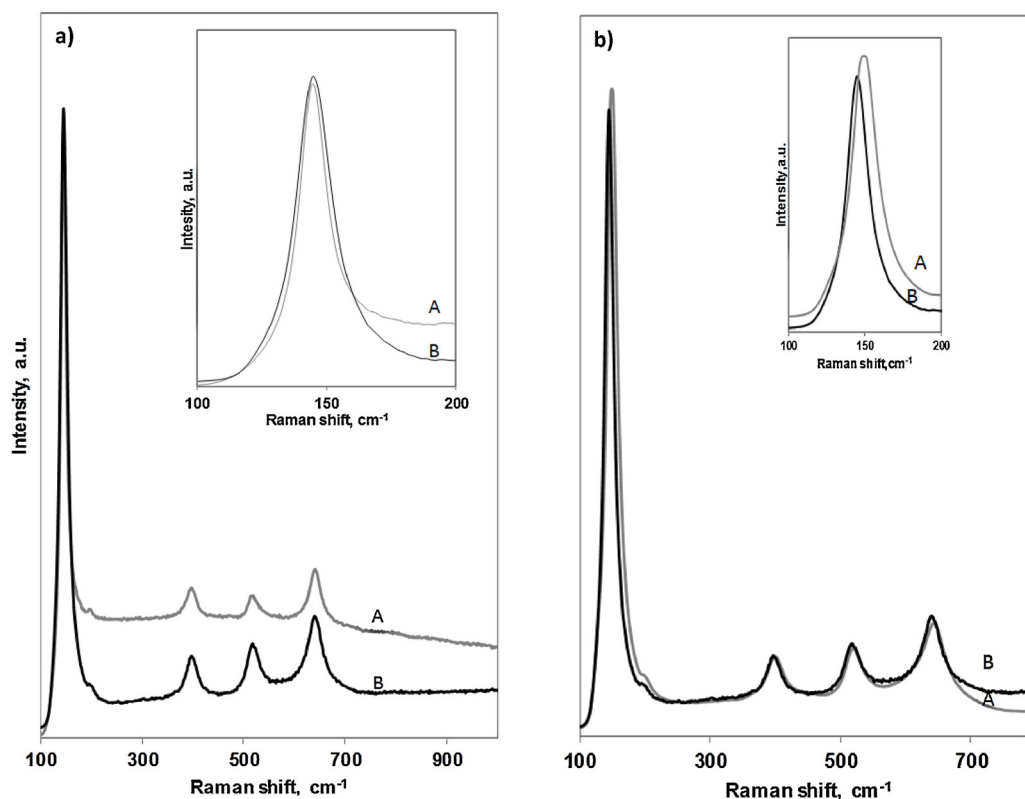 a)
Intesity, a.u.
A
B
100
150
200
Raman shift, cm-1
Intensity, a.u.
A
B
100
300
500
700
900
Raman shift, cm-1
b)
Intensity,a.u.
A
B
100
150
200
Raman shift,cm-1
B
A
100
300
500
700
Raman shift, cm-1